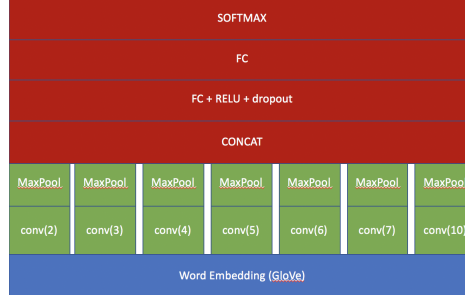 SOFTMAX
FC
FC + RELU + dropout
CONCAT
MaxPool MaxPool MaxPool MaxPool MaxPool MaxPool MaxPool
conv(2) conv(3) conv(4) conv(5) conv(6) conv(7) conv(10)
Word Embedding (GloVe)